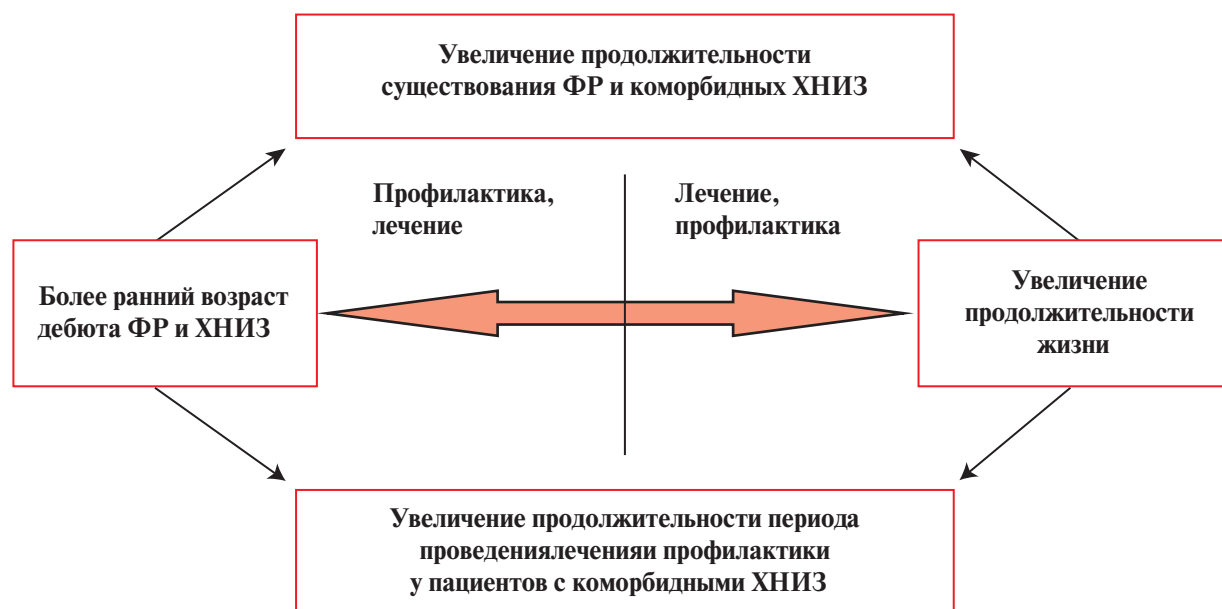 Увеличение продолжительности
существования ФР и коморбидных ХНИЗ
Профилактика,
лечение
Лечение,
профилактика
Более ранний возраст
дебюта ФР и ХНИЗ
Увеличение
продолжительности
жизни
Увеличение продолжительности периода
проведениялеченияи профилактики
у пациентов с коморбидными ХНИЗ